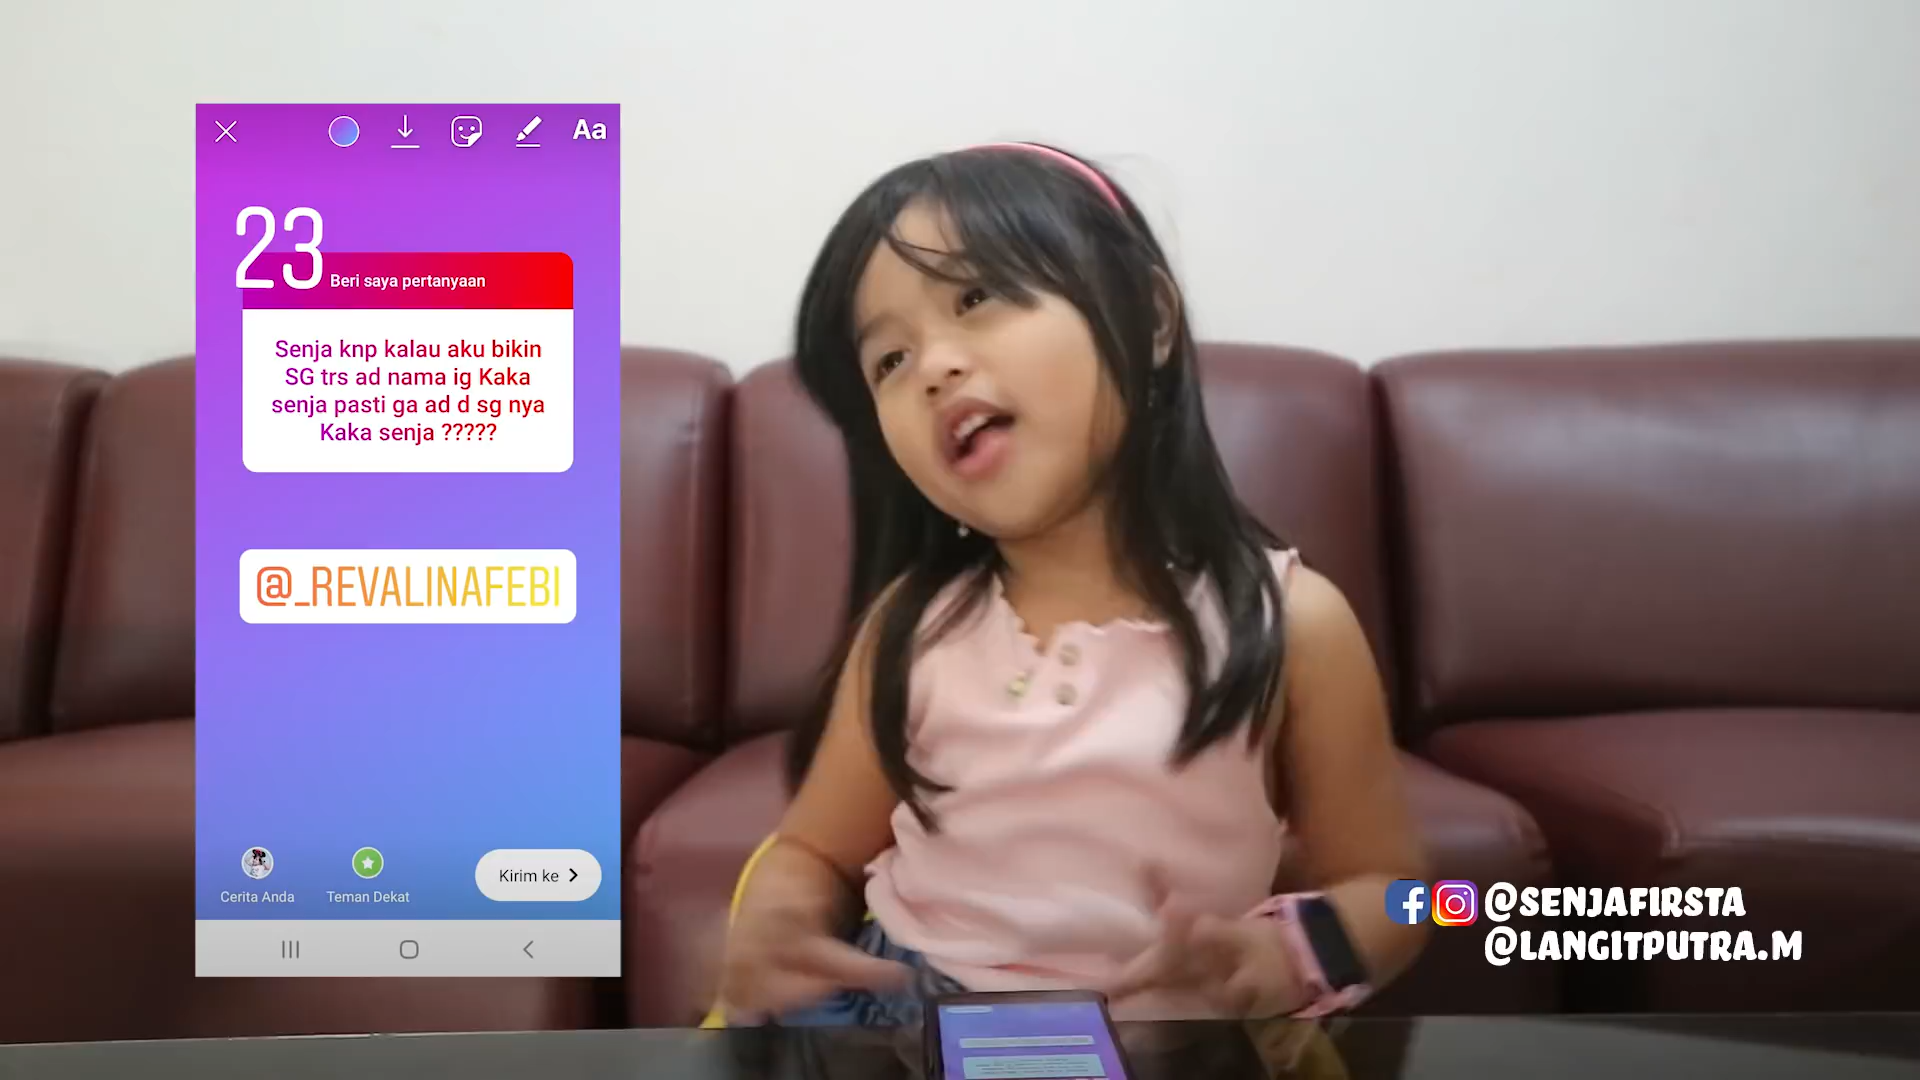 Aa
23
Beri saya pertanyaan
Senja knp kalau aku bikin
SG trs ad nama ig Kaka
senja pasti ga ad d sg nya
Kaka senja ?????
@_REVALINAFEBI
Cerita Anda
Teman Dekat
Kirim ke
@SENJAFIRSTA
@LANGITPUTRA.M